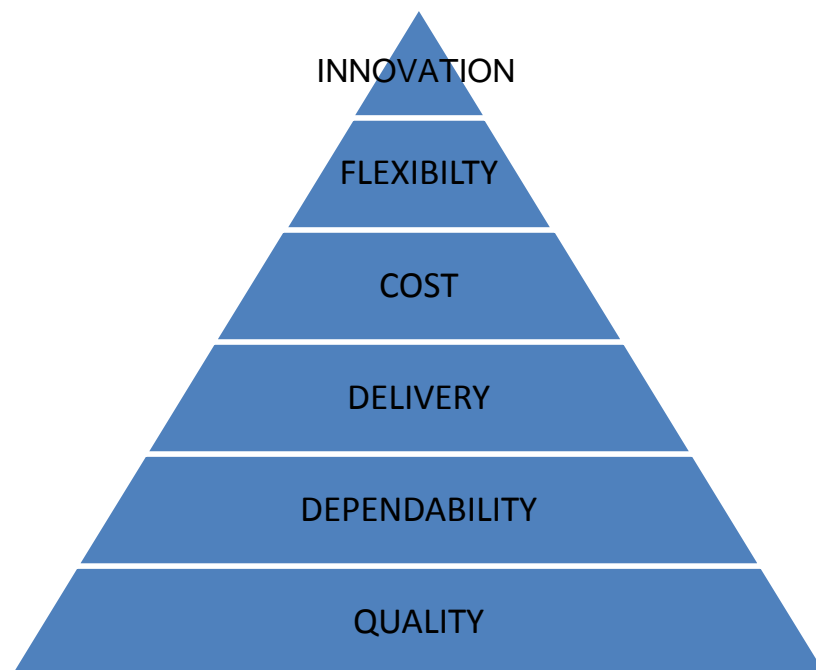 INNOVATION
FLEXIBILTY
COST
DELIVERY
DEPENDABILITY
QUALITY